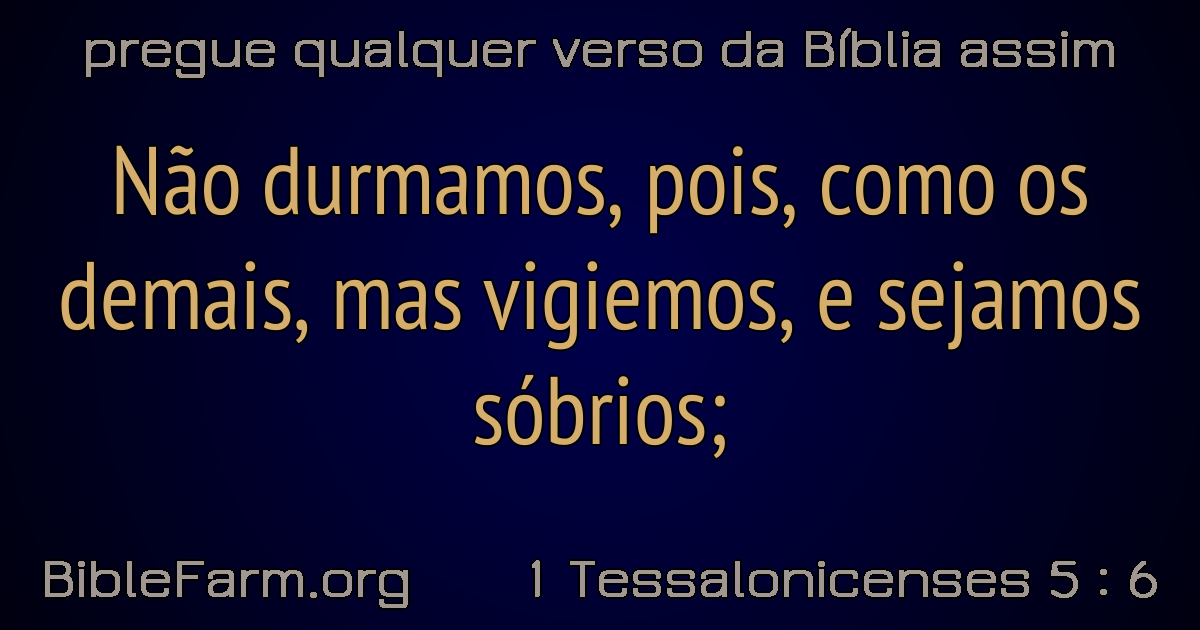 pregue qualquer verso da Bíblia assim
Não durmamos, pois, como os
demais, mas vigiemos, e sejamos
sóbrios;
BibleFarm.org 1 Tessalonicenses 5 : 6